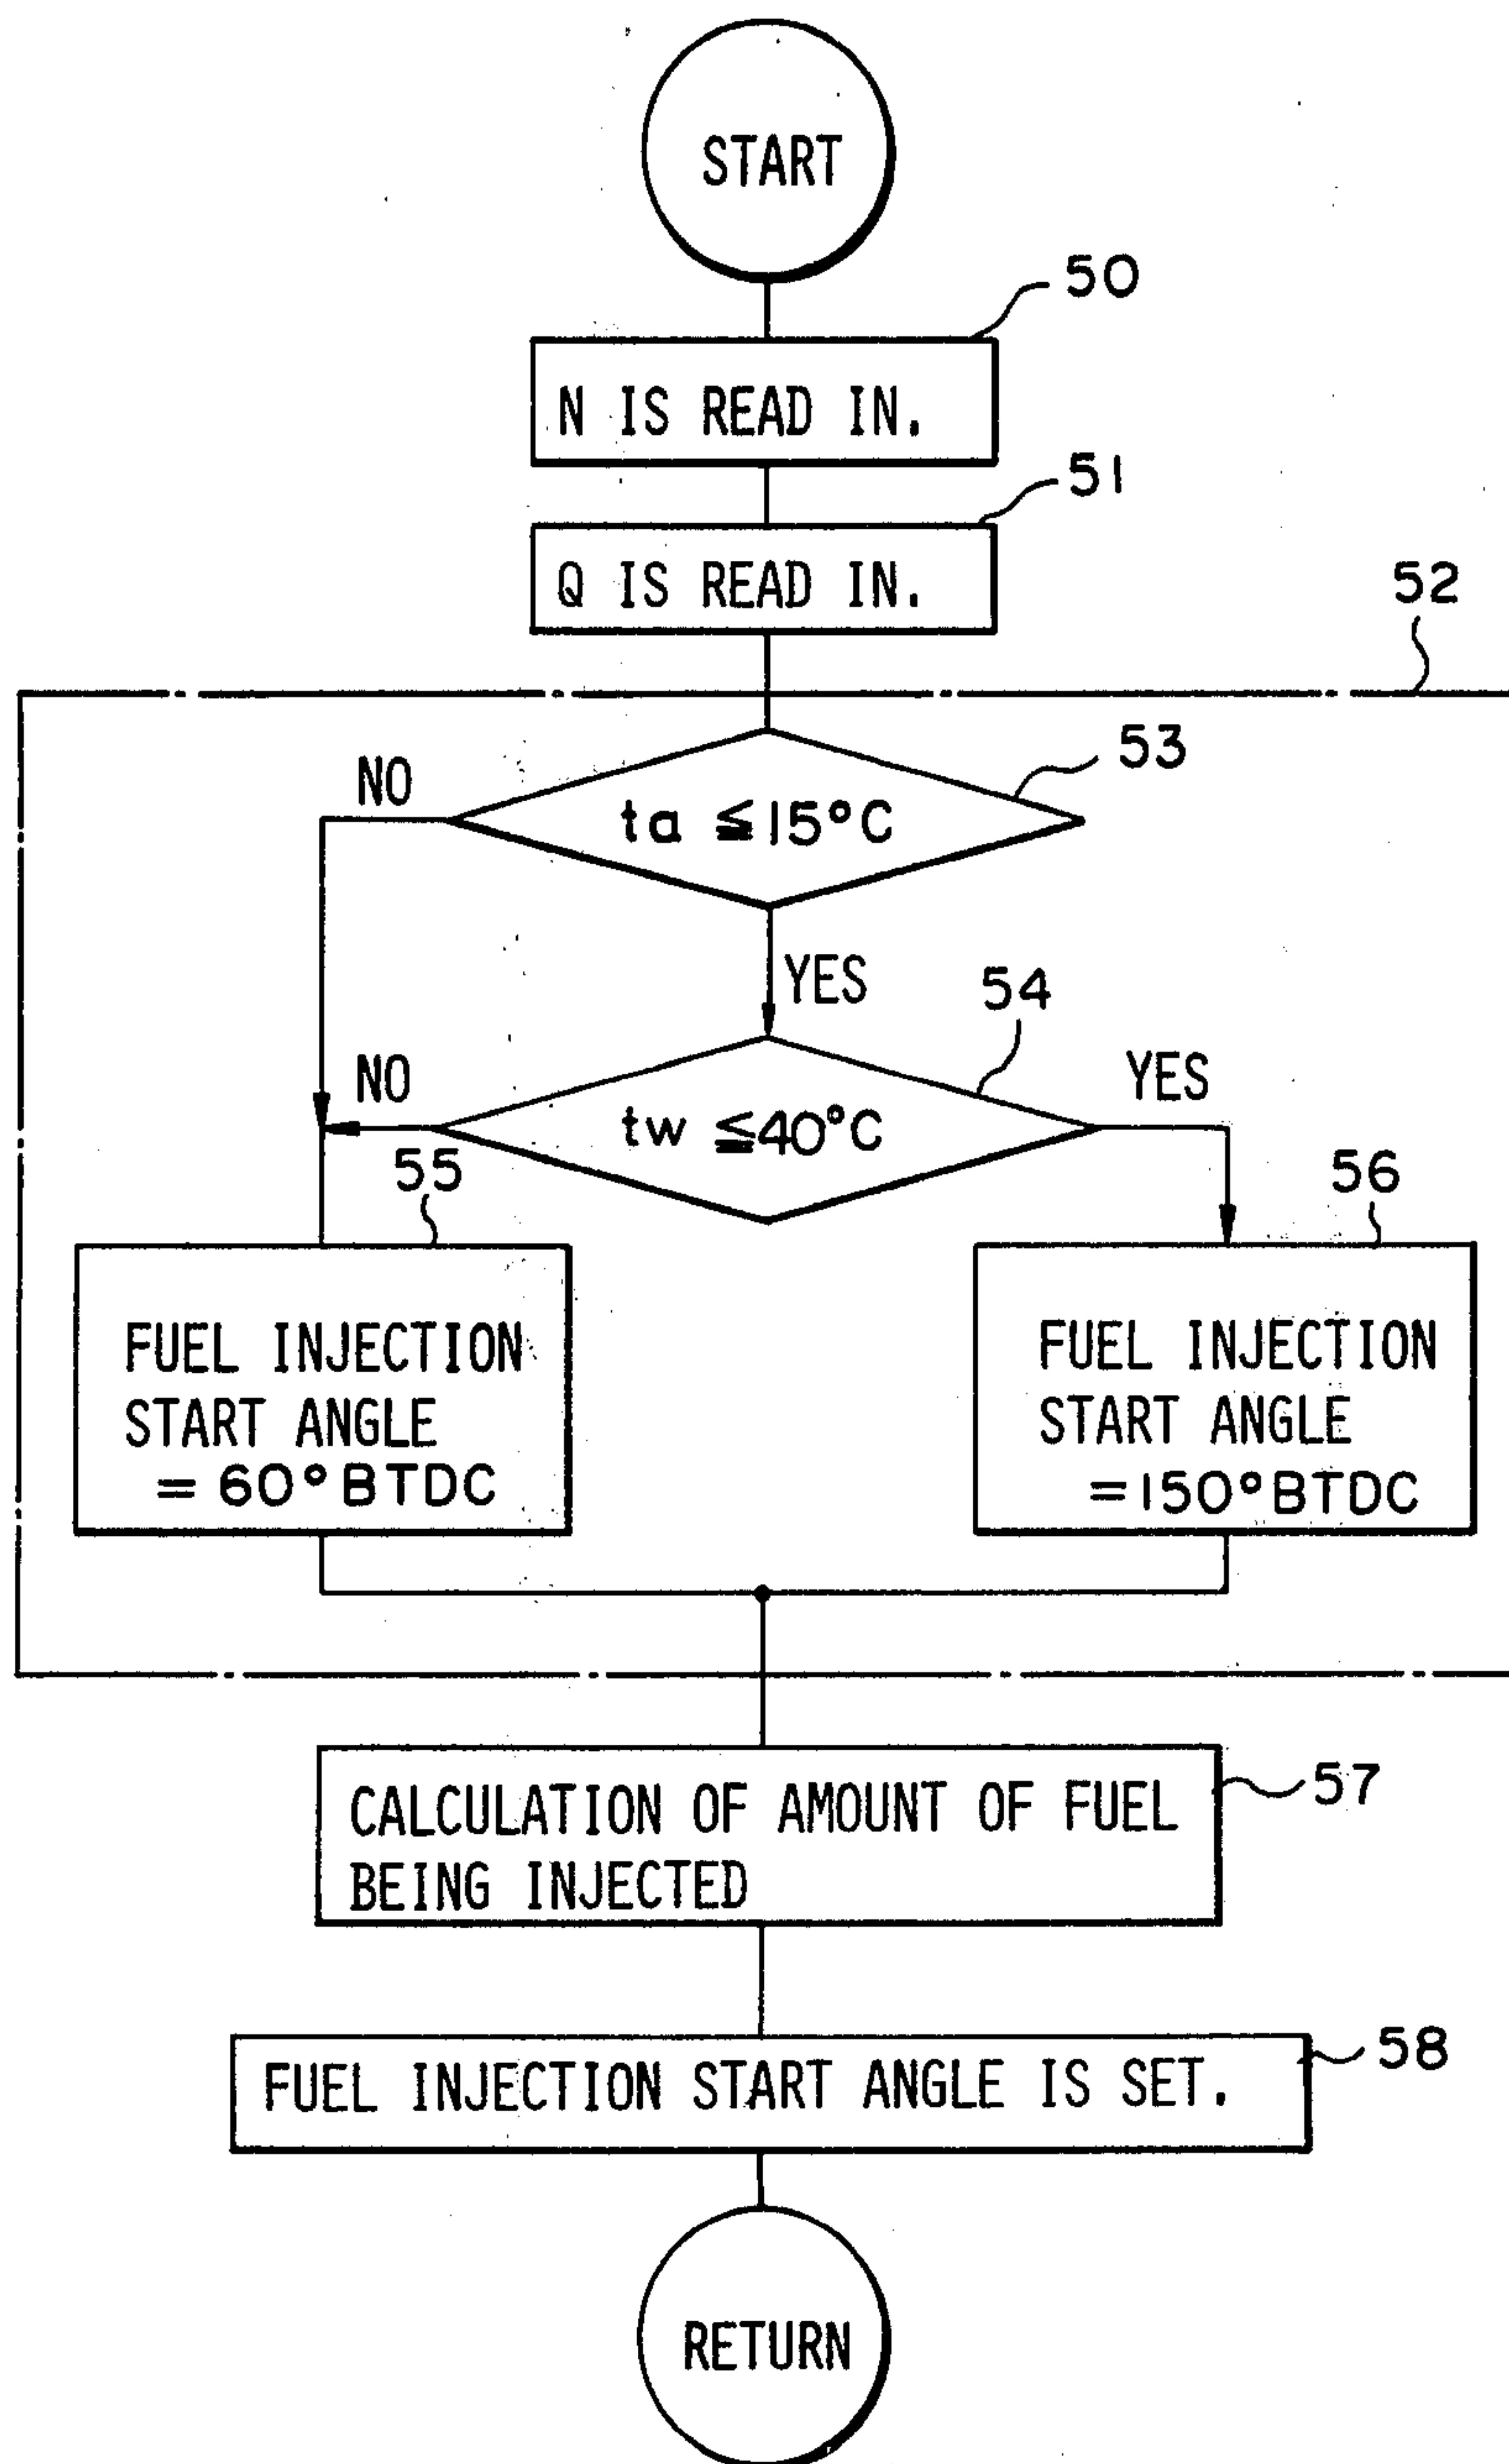 START
50
N IS READ IN.
51
Q IS READ IN.
52
53
NO
ta ≦15°C
YES
54
NO
YES
tw ≦40°C
55
56
FUEL INJECTION
START ANGLE
= 60°BTDC
FUEL INJECTION
START ANGLE
=150°BTDC
57
CALCULATION OF AMOUNT OF FUEL
BEING INJECTED
58
FUEL INJECTION START ANGLE IS SET.
RETURN